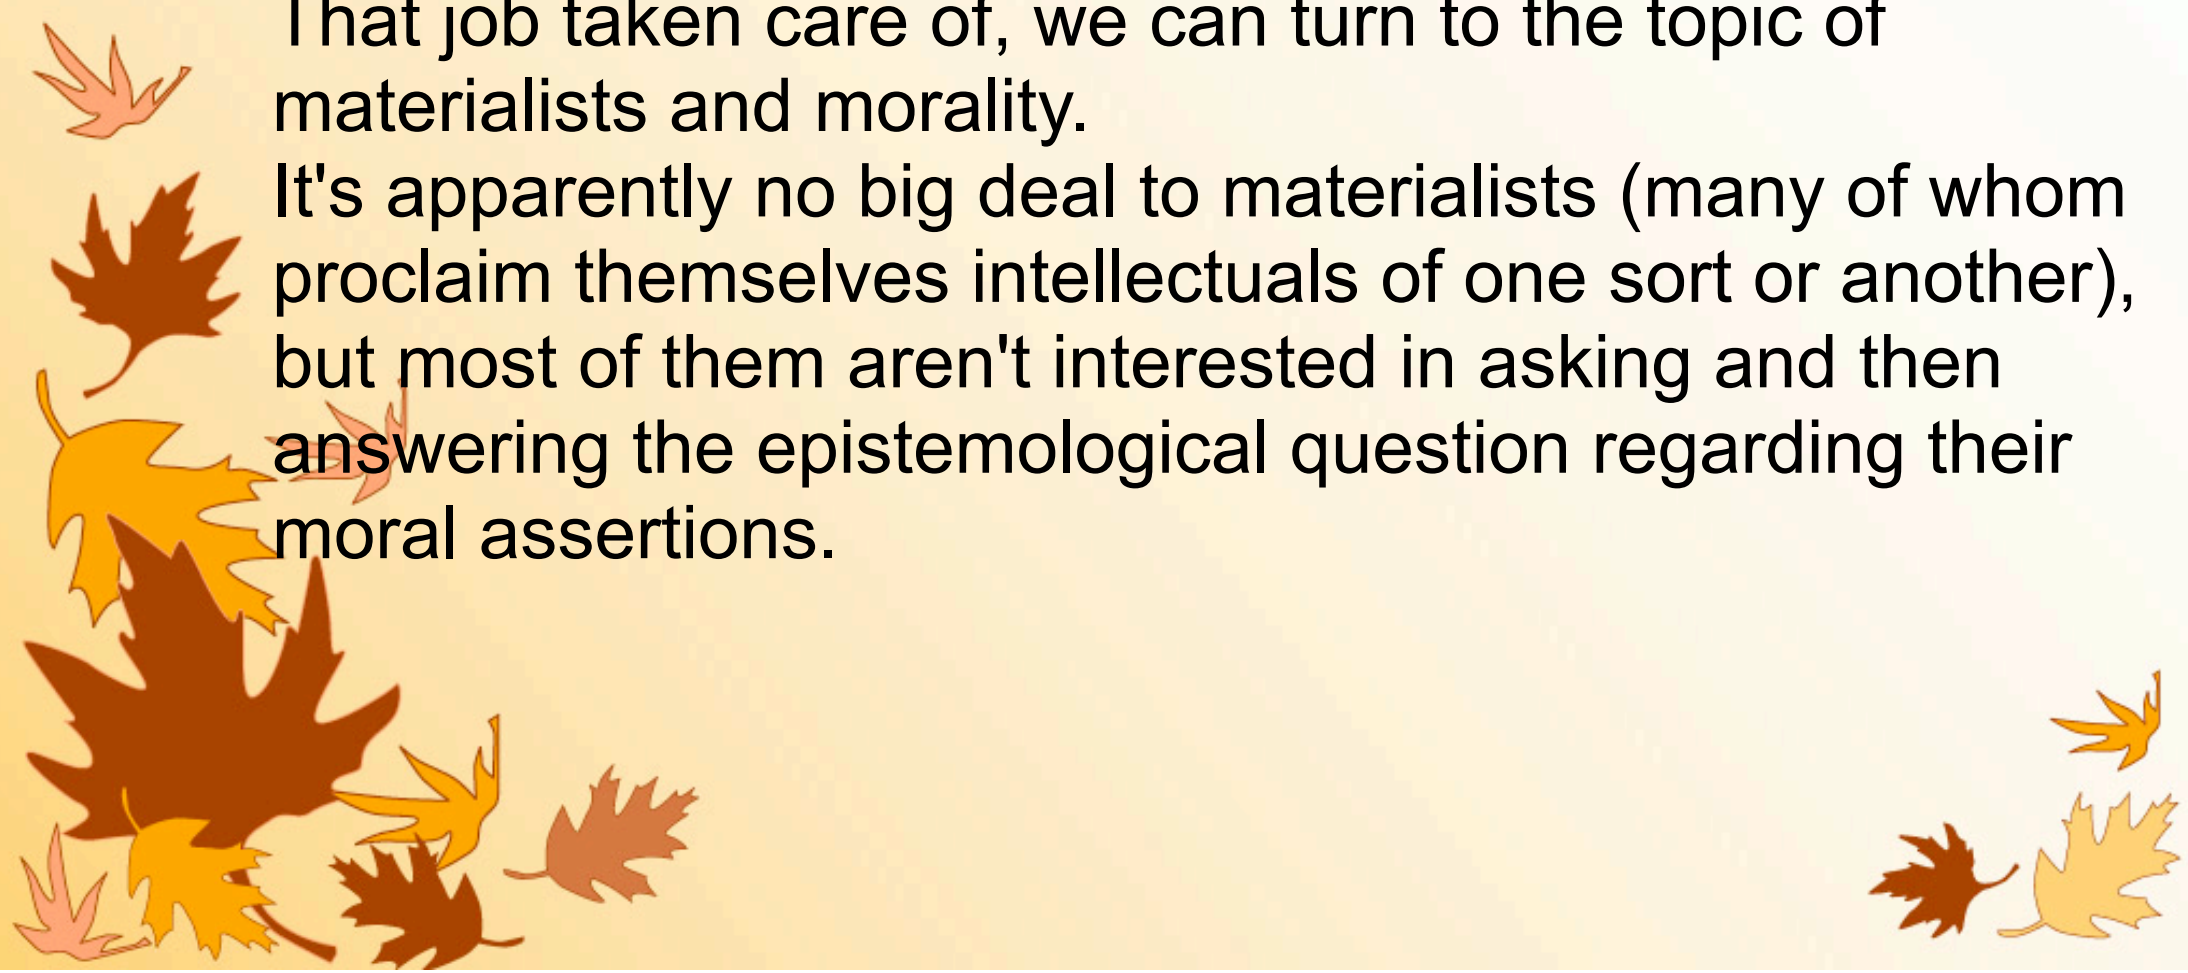 That job taken care of, we can turn to the topic of
materialists and morality.
It's apparently no big deal to materialists (many of whom
proclaim themselves intellectuals of one sort or another),
but most of them aren't interested in asking and then
answering the epistemological question regarding their
moral assertions.